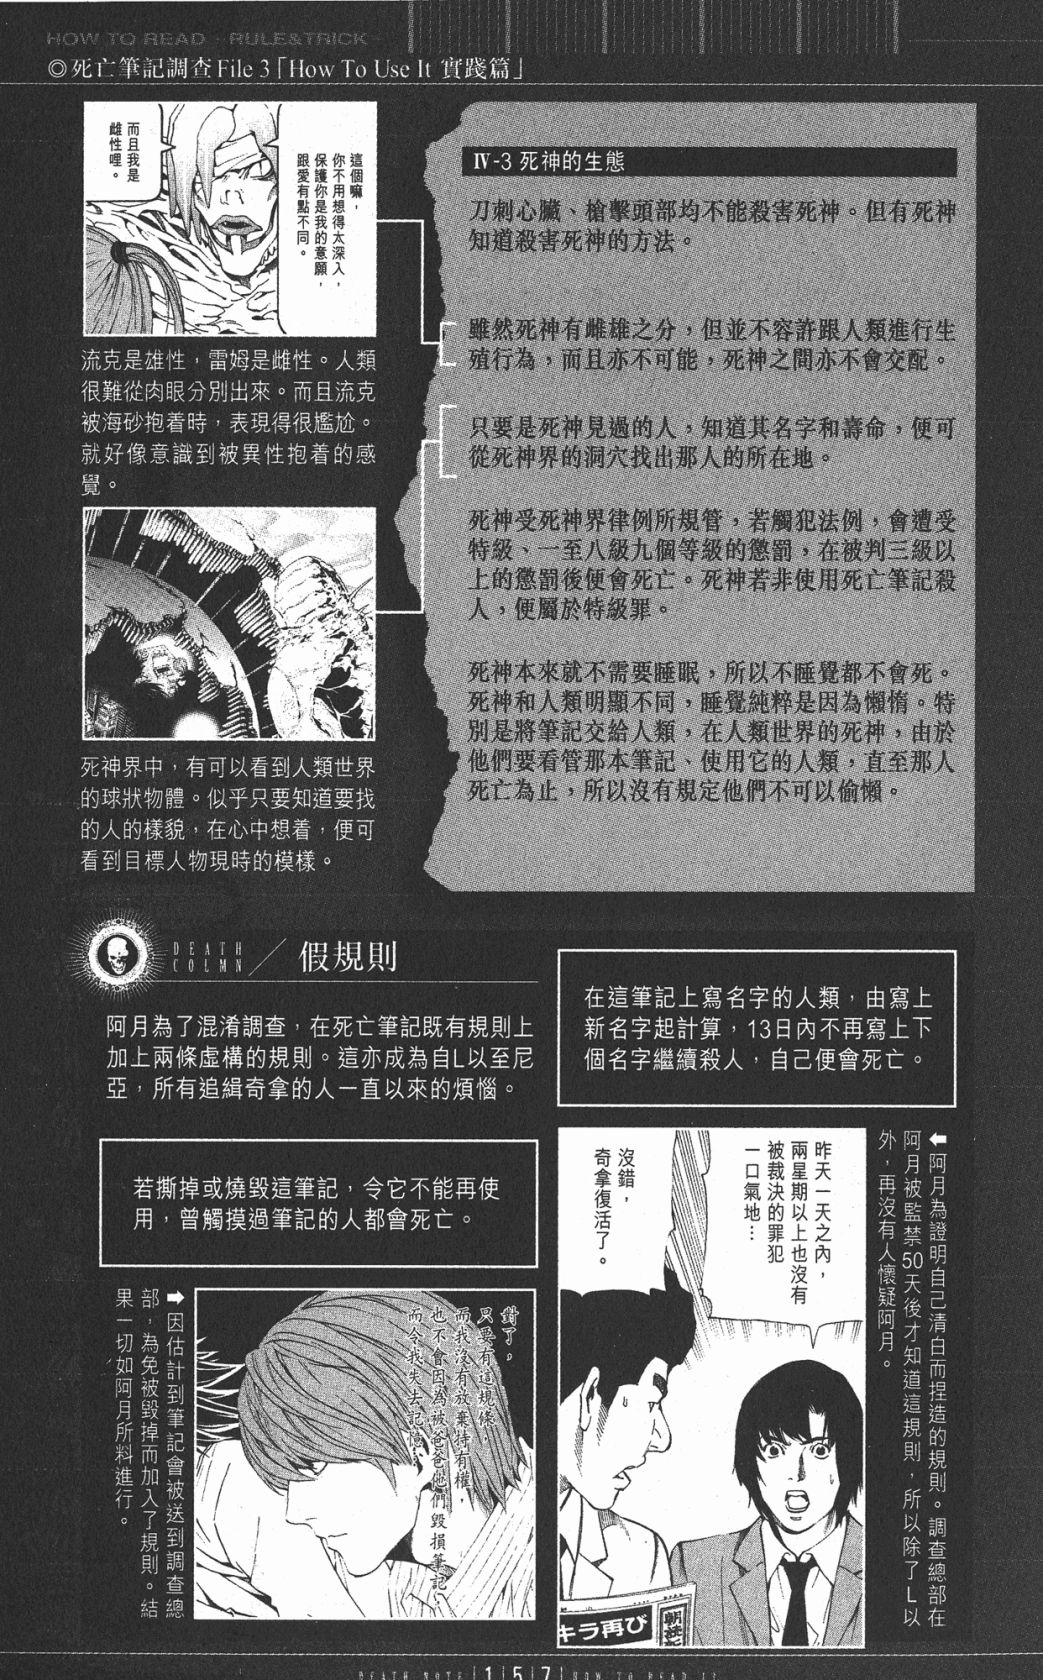 HOW TO READ · RULE&TRICK
◎死亡筆記調查File 3「How To Use It 實踐篇」
而且我是
雌性哩。
這個嘛，
你不用想得太深入，
保護你是我的意願，
跟愛有點不同。
流克是雄性，雷姆是雌性。人類
很難從肉眼分別出來。而且流克
被海砂抱着時，表現得很尷尬。
就好像意識到被異性抱着的感
覺。
死神界中，有可以看到人類世界
的球狀物體。似乎只要知道要找
的人的樣貌，在心中想着，便可
看到目標人物現時的模樣。
IV-3 死神的生態
刀刺心臟、槍擊頭部均不能殺害死神。但有死神
知道殺害死神的方法。
雖然死神有雌雄之分，但並不容許跟人類進行生
殖行為，而且亦不可能，死神之間亦不會交配。
只要是死神見過的人，知道其名字和壽命，便可
從死神界的洞穴找出那人的所在地。
死神受死神界律例所規管，若觸犯法例，會遭受
特級、一至八級九個等級的懲罰，在被判三級以
上的懲罰後便會死亡。死神若非使用死亡筆記殺
人，便屬於特級罪。
死神本來就不需要睡眠，所以不睡覺都不會死。
死神和人類明顯不同，睡覺純粹是因為懶惰。特
別是將筆記交給人類，在人類世界的死神，由於
他們要看管那本筆記、使用它的人類，直至那人
死亡為止，所以沒有規定他們不可以偷懶。
DEATH
COLMN
／假規則
阿月為了混淆調查，在死亡筆記既有規則上
加上兩條虛構的規則。這亦成為自L以至尼
亞，所有追緝奇拿的人一直以來的煩惱。
在這筆記上寫名字的人類，由寫上
新名字起計算，13日內不再寫上下
個名字繼續殺人，自己便會死亡。
⬅阿月為證明自己清白而捏造的規則。調查總部在
阿月被監禁50天後才知道這規則，所以除了L以
外，再沒有人懷疑阿月。
昨天一天之內，
兩星期以上也沒有
被裁決的罪犯
一口氣地…
沒錯，
奇拿復活了。
キラ再び
若撕掉或燒毀這筆記，令它不能再使
用，曾觸摸過筆記的人都會死亡。
對了，
只要有這規條，
而我沒有放棄持有權，
也不會因為被爸爸他們毀損筆記，
而令我失去記憶。
➡因估計到筆記會被送到調查總
部，為免被毀掉而加入了規則。結
果一切如阿月所料進行。
DEATH NOTE 157 HOW TO READ 13